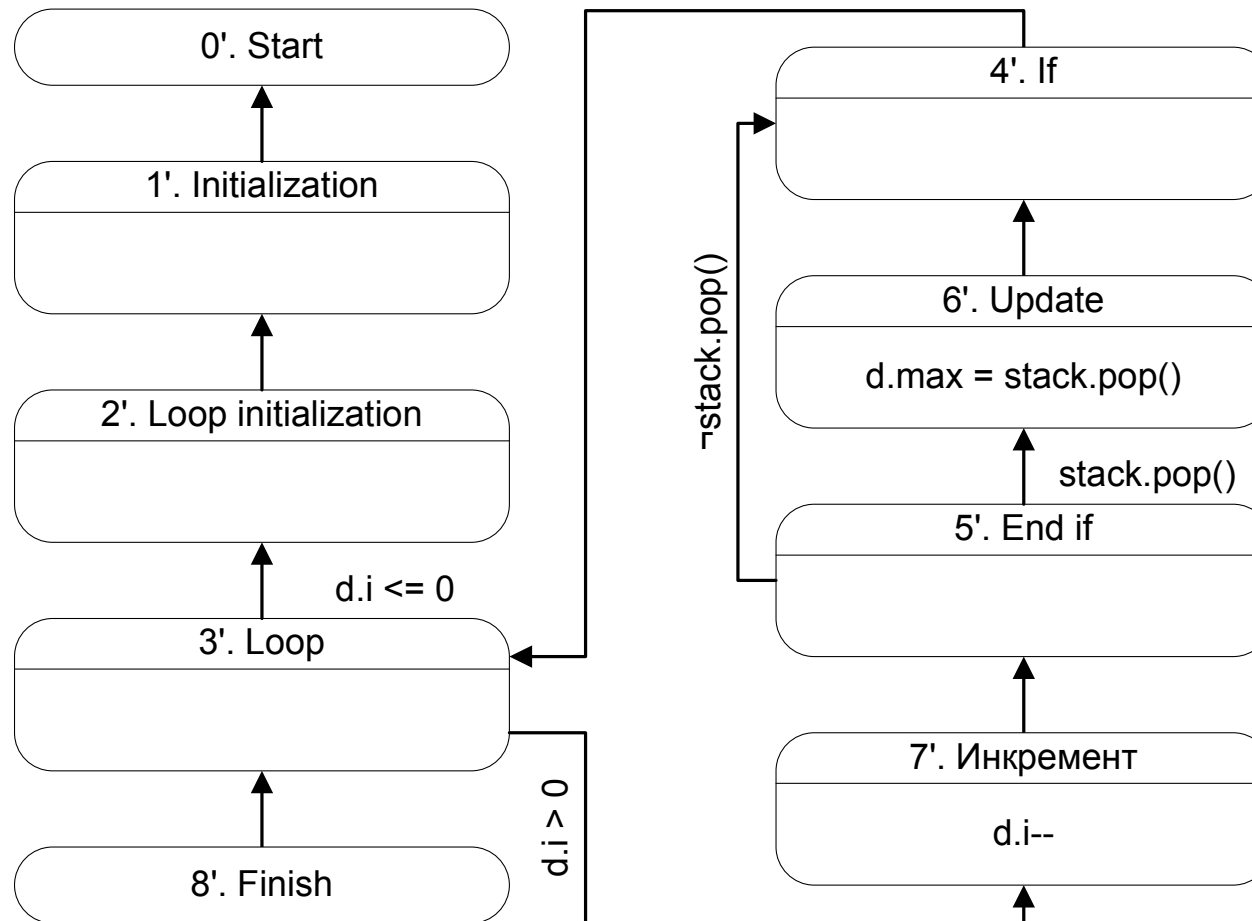 0'. Start
1'. Initialization
2'. Loop initialization
d.i <= 0
3'. Loop
d.i > 0
8'. Finish
4'. If
¬stack.pop()
6'. Update
d.max = stack.pop()
stack.pop()
5'. End if
7'. Инкремент
d.i--